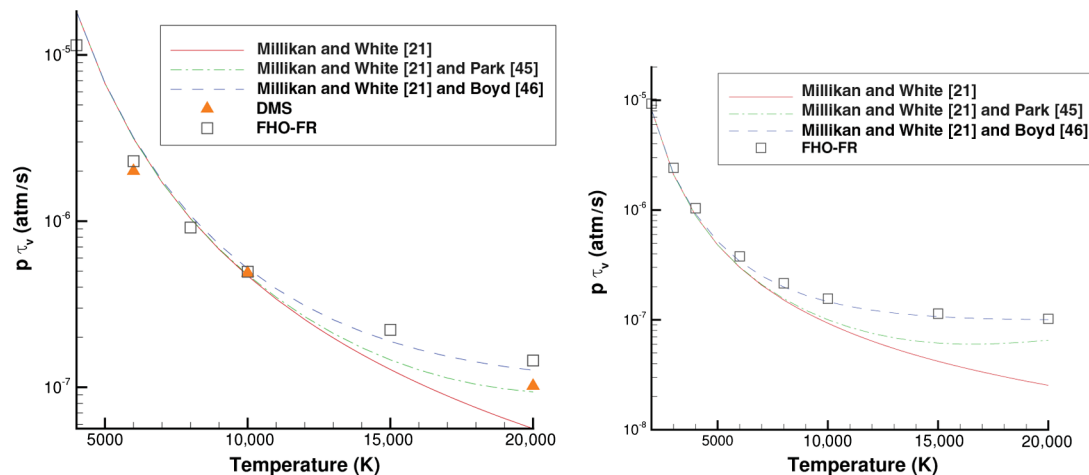 Millikan and White [21]
Millikan and White [21] and Park [45]
Millikan and White [21] and Boyd [46]
DMS
FHO-FR
10^-5
10^-6
10^-7
p τ_v (atm/s)
5000 10,000 15,000 20,000
Temperature (K)
Millikan and White [21]
Millikan and White [21] and Park [45]
Millikan and White [21] and Boyd [46]
FHO-FR
10^-5
10^-6
10^-7
10^-8
p τ_v (atm/s)
5000 10,000 15,000 20,000
Temperature (K)